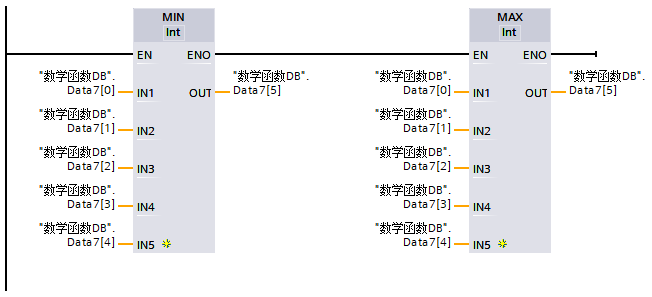 MIN
Int
EN ENO
"数学函数DB".
Data7[0] IN1
OUT "数学函数DB".
Data7[5]
"数学函数DB".
Data7[1] IN2
"数学函数DB".
Data7[2] IN3
"数学函数DB".
Data7[3] IN4
"数学函数DB".
Data7[4] IN5
MAX
Int
EN ENO
"数学函数DB".
Data7[0] IN1
OUT "数学函数DB".
Data7[5]
"数学函数DB".
Data7[1] IN2
"数学函数DB".
Data7[2] IN3
"数学函数DB".
Data7[3] IN4
"数学函数DB".
Data7[4] IN5